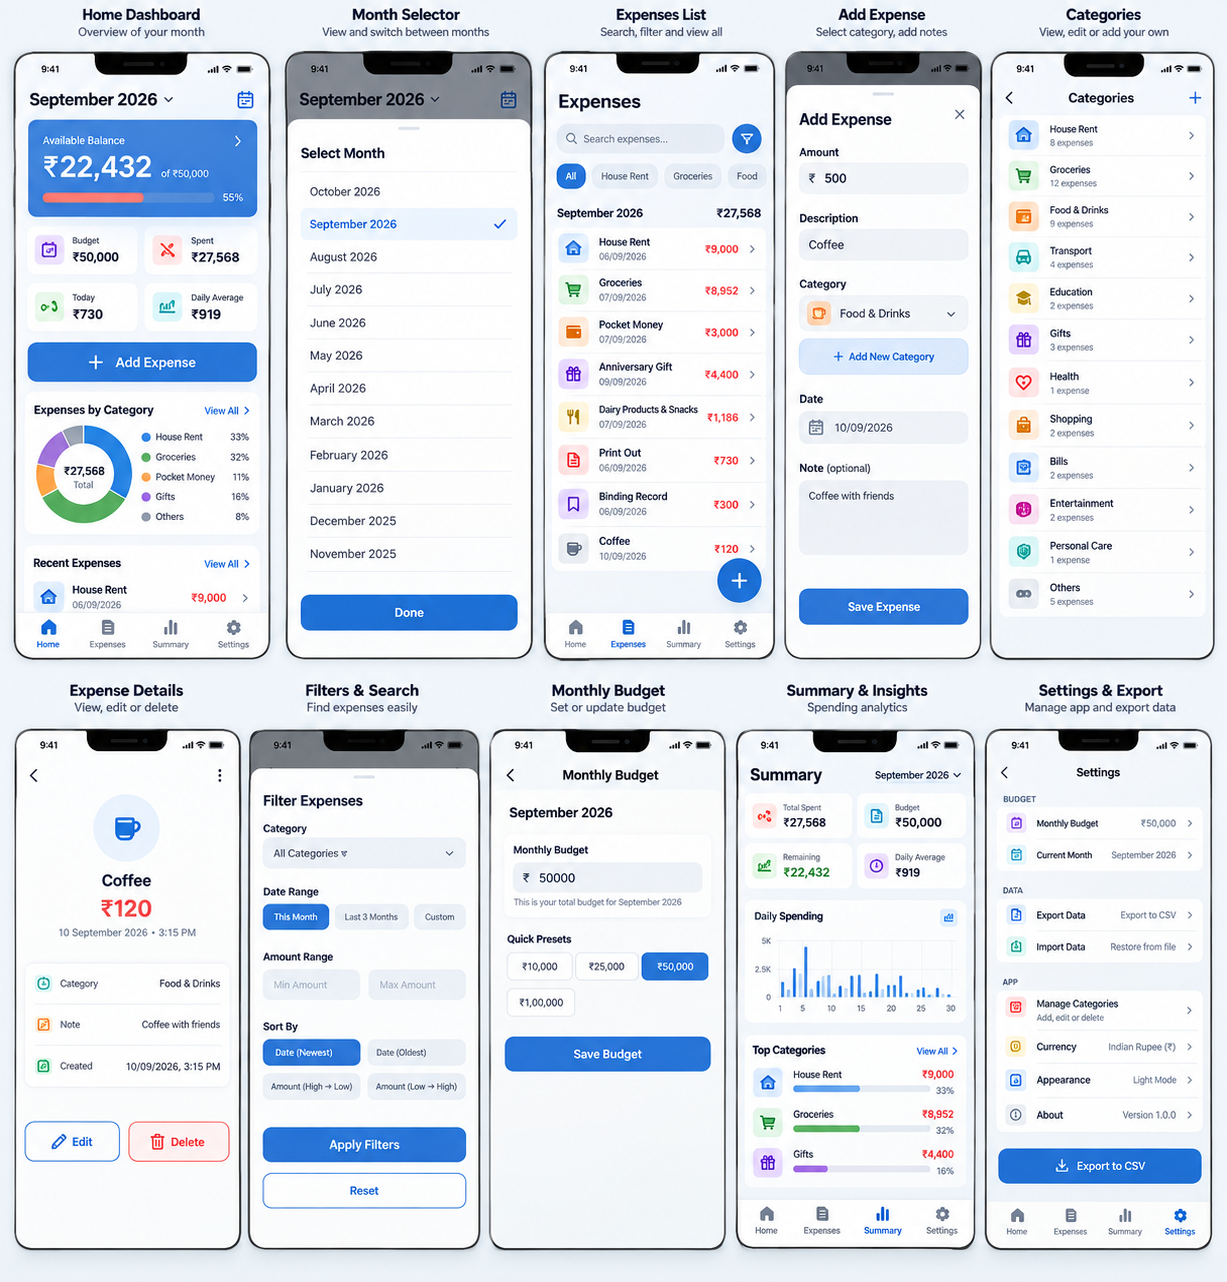 Home Dashboard
Overview of your month
9:41
September 2026
Available Balance
₹22,432 of ₹50,000
55%
Budget
₹50,000
Spent
₹27,568
Today
₹730
Daily Average
₹919
+ Add Expense
Expenses by Category
View All
₹27,568
Total
House Rent 33%
Groceries 32%
Pocket Money 11%
Gifts 16%
Others 8%
Recent Expenses
View All
House Rent
06/09/2026
₹9,000
Home
Expenses
Summary
Settings
Month Selector
View and switch between months
9:41
September 2026
Select Month
October 2026
September 2026
August 2026
July 2026
June 2026
May 2026
April 2026
March 2026
February 2026
January 2026
December 2025
November 2025
Done
Expenses List
Search, filter and view all
9:41
Expenses
Search expenses...
All
House Rent
Groceries
Food
September 2026 ₹27,568
House Rent
06/09/2026
₹9,000
Groceries
07/09/2026
₹8,952
Pocket Money
07/09/2026
₹3,000
Anniversary Gift
09/09/2026
₹4,400
Dairy Products & Snacks
07/09/2026
₹1,186
Print Out
06/09/2026
₹730
Binding Record
06/09/2026
₹300
Coffee
10/09/2026
₹120
+
Home
Expenses
Summary
Settings
Add Expense
Select category, add notes
9:41
Add Expense
Amount
₹ 500
Description
Coffee
Category
Food & Drinks
+ Add New Category
Date
10/09/2026
Note (optional)
Coffee with friends
Save Expense
Categories
View, edit or add your own
9:41
Categories
+
House Rent
8 expenses
Groceries
12 expenses
Food & Drinks
9 expenses
Transport
4 expenses
Education
2 expenses
Gifts
3 expenses
Health
1 expense
Shopping
2 expenses
Bills
2 expenses
Entertainment
2 expenses
Personal Care
1 expense
Others
5 expenses
Expense Details
View, edit or delete
9:41
Coffee
₹120
10 September 2026 • 3:15 PM
Category Food & Drinks
Note Coffee with friends
Created 10/09/2026, 3:15 PM
Edit
Delete
Filters & Search
Find expenses easily
9:41
Filter Expenses
Category
All Categories
Date Range
This Month
Last 3 Months
Custom
Amount Range
Min Amount
Max Amount
Sort By
Date (Newest)
Date (Oldest)
Amount (High → Low)
Amount (Low → High)
Apply Filters
Reset
Monthly Budget
Set or update budget
9:41
Monthly Budget
September 2026
Monthly Budget
₹ 50000
This is your total budget for September 2026
Quick Presets
₹10,000
₹25,000
₹50,000
₹1,00,000
Save Budget
Summary & Insights
Spending analytics
9:41
Summary
September 2026
Total Spent
₹27,568
Budget
₹50,000
Remaining
₹22,432
Daily Average
₹919
Daily Spending
5K
2.5K
0
1 5 10 15 20 25 30
Top Categories
View All
House Rent ₹9,000
33%
Groceries ₹8,952
32%
Gifts ₹4,400
16%
Home
Expenses
Summary
Settings
Settings & Export
Manage app and export data
9:41
Settings
BUDGET
Monthly Budget ₹50,000
Current Month September 2026
DATA
Export Data Export to CSV
Import Data Restore from file
APP
Manage Categories
Add, edit or delete
Currency Indian Rupee (₹)
Appearance Light Mode
About Version 1.0.0
Export to CSV
Home
Expenses
Summary
Settings